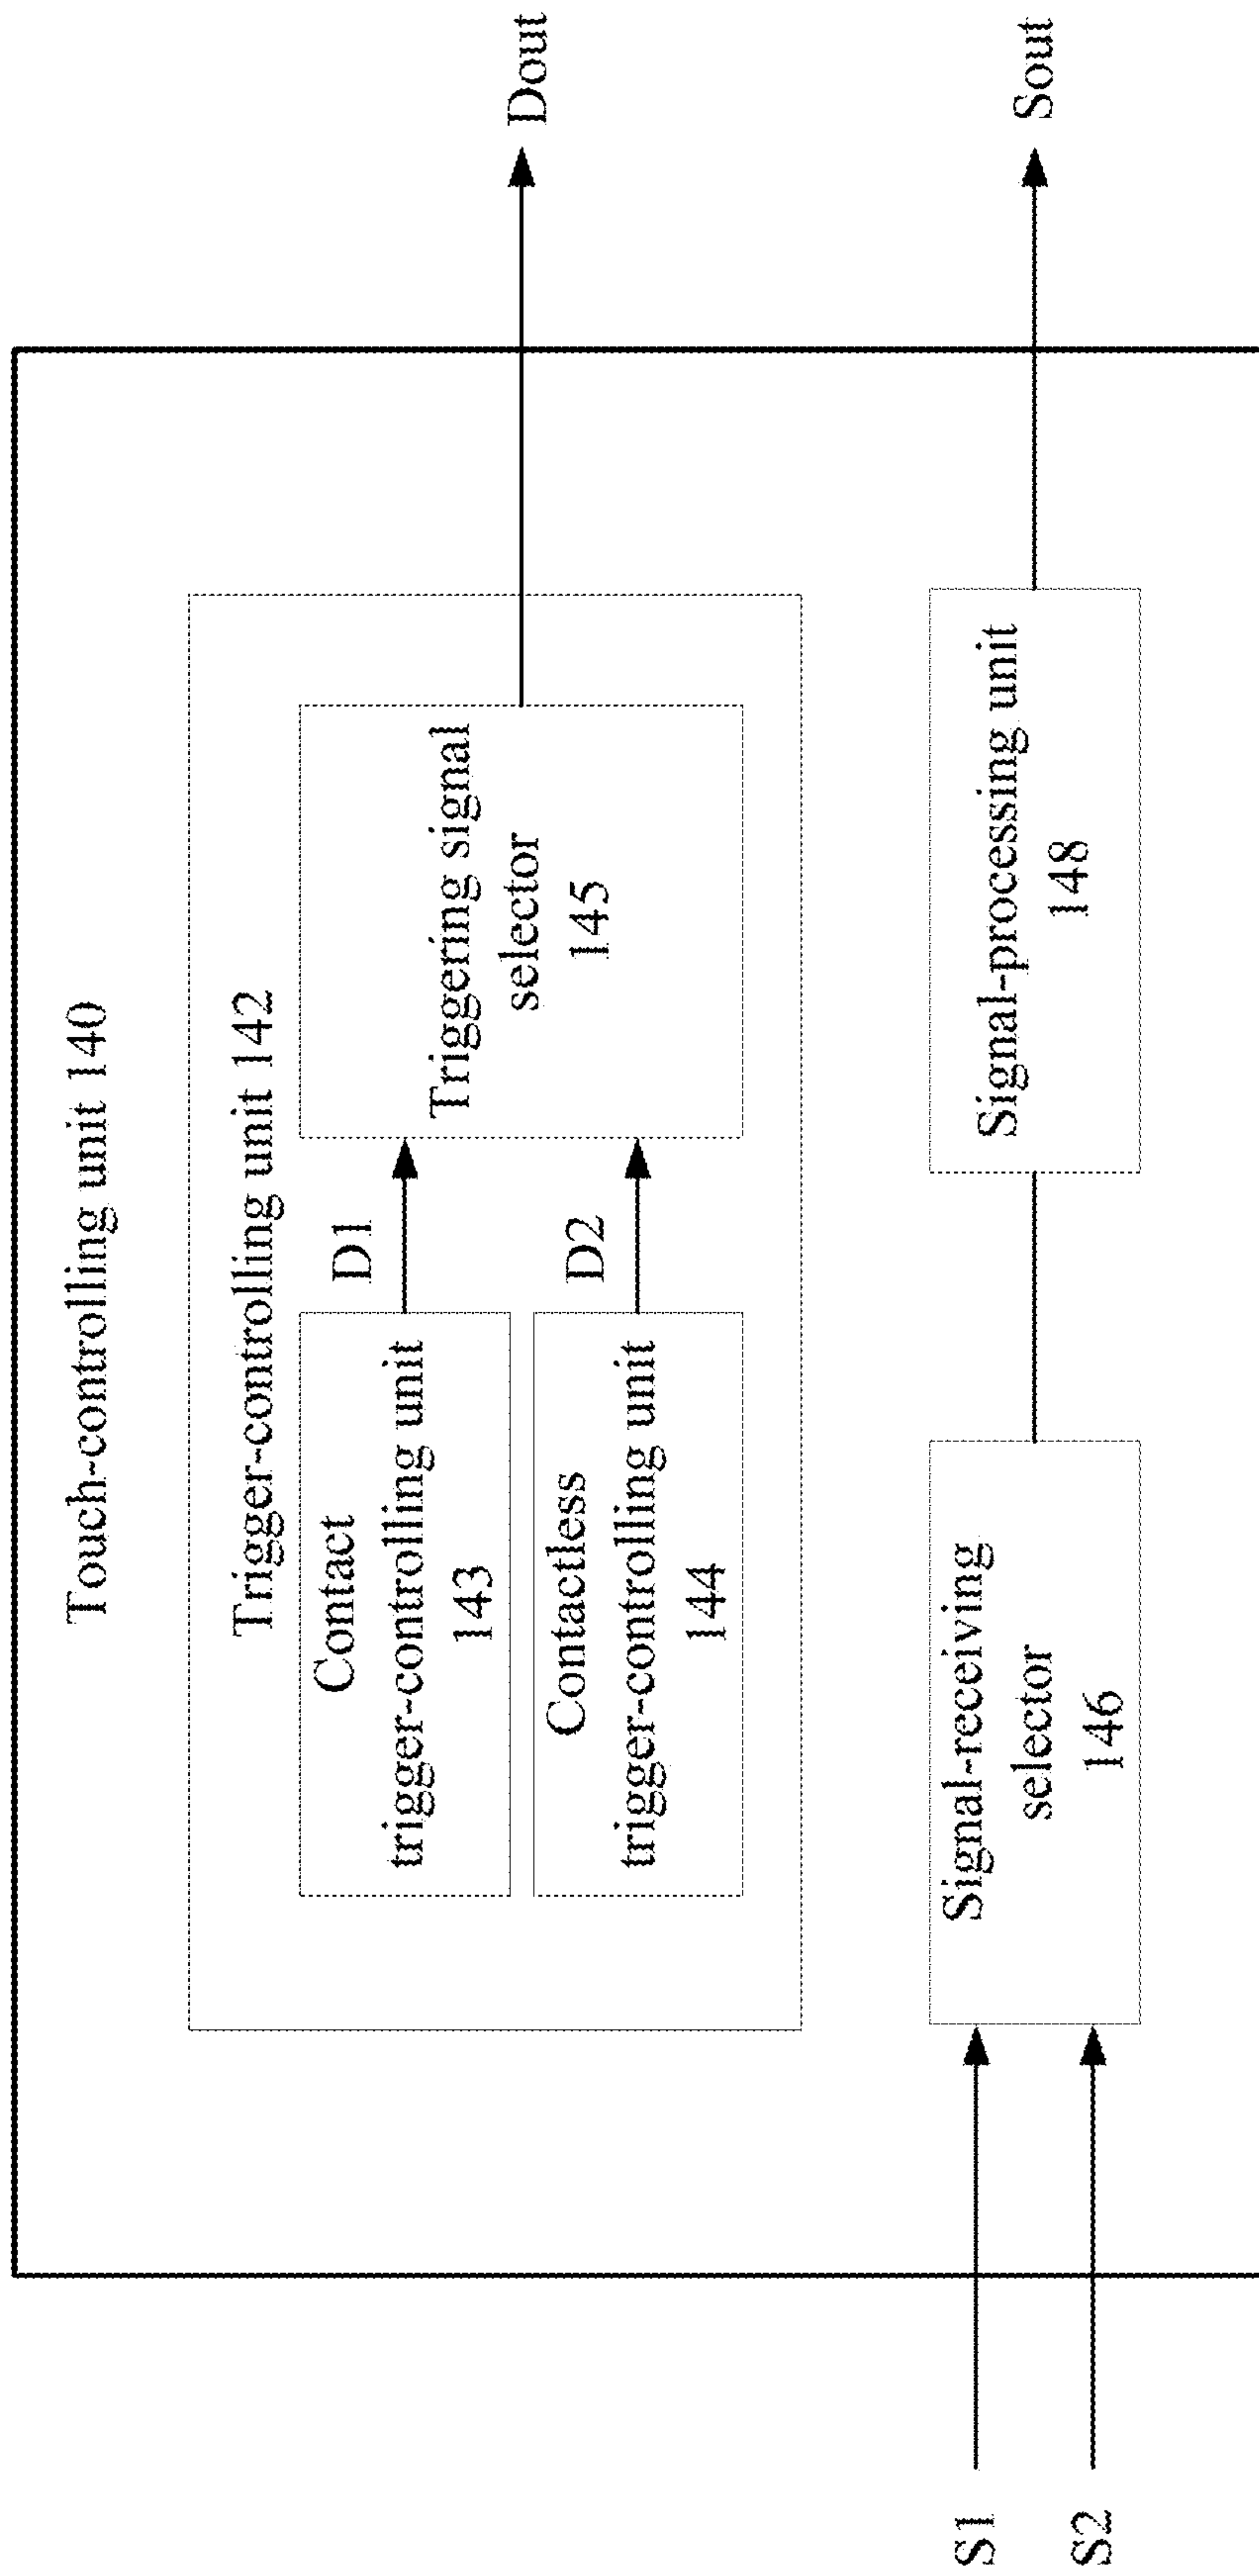 Touch-controlling unit 140
Trigger-controlling unit 142
Contact
trigger-controlling unit
143
D1
Contactless
trigger-controlling unit
144
D2
Triggering signal
selector
145
Dout
S1
S2
Signal-receiving
selector
146
Signal-processing unit
148
Sout